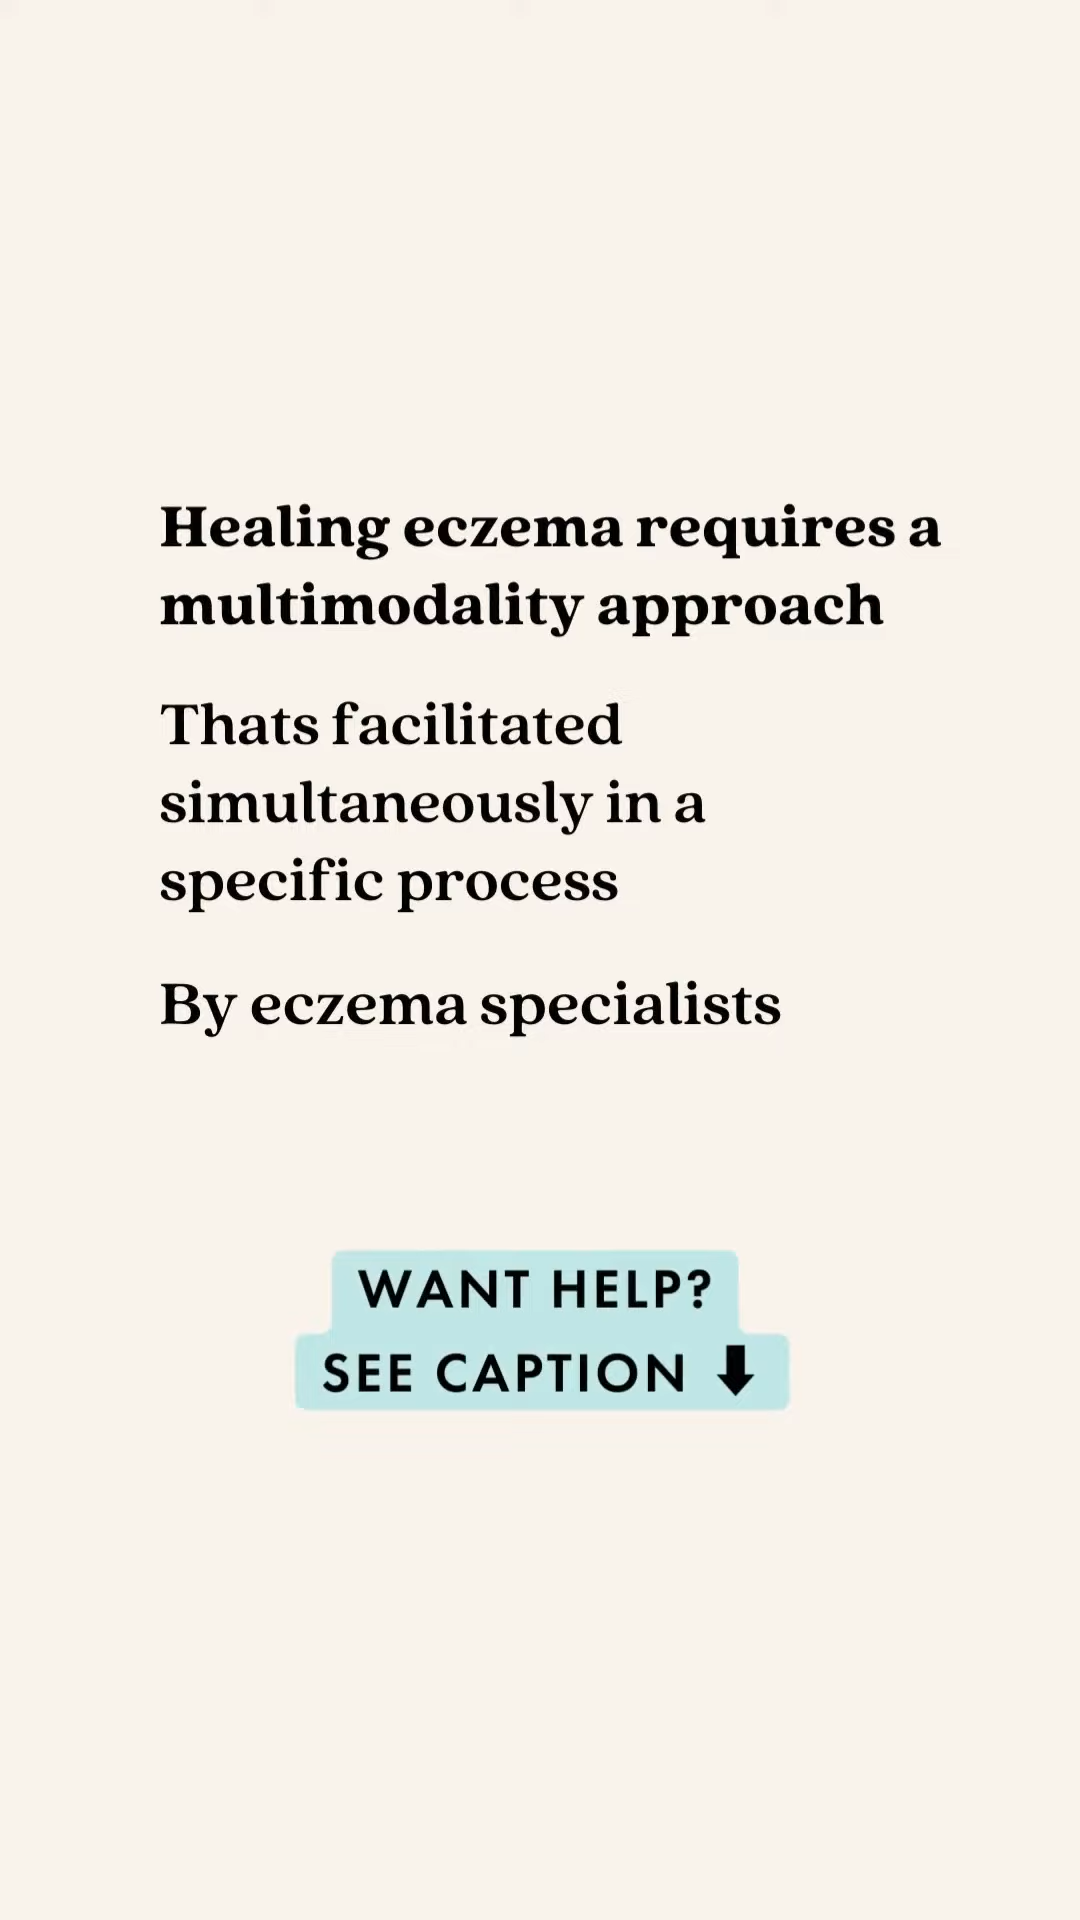 Healing eczema requires a
multimodality approach
Thats facilitated
simultaneously in a
specific process
By eczema specialists
WANT HELP?
SEE CAPTION ⬇